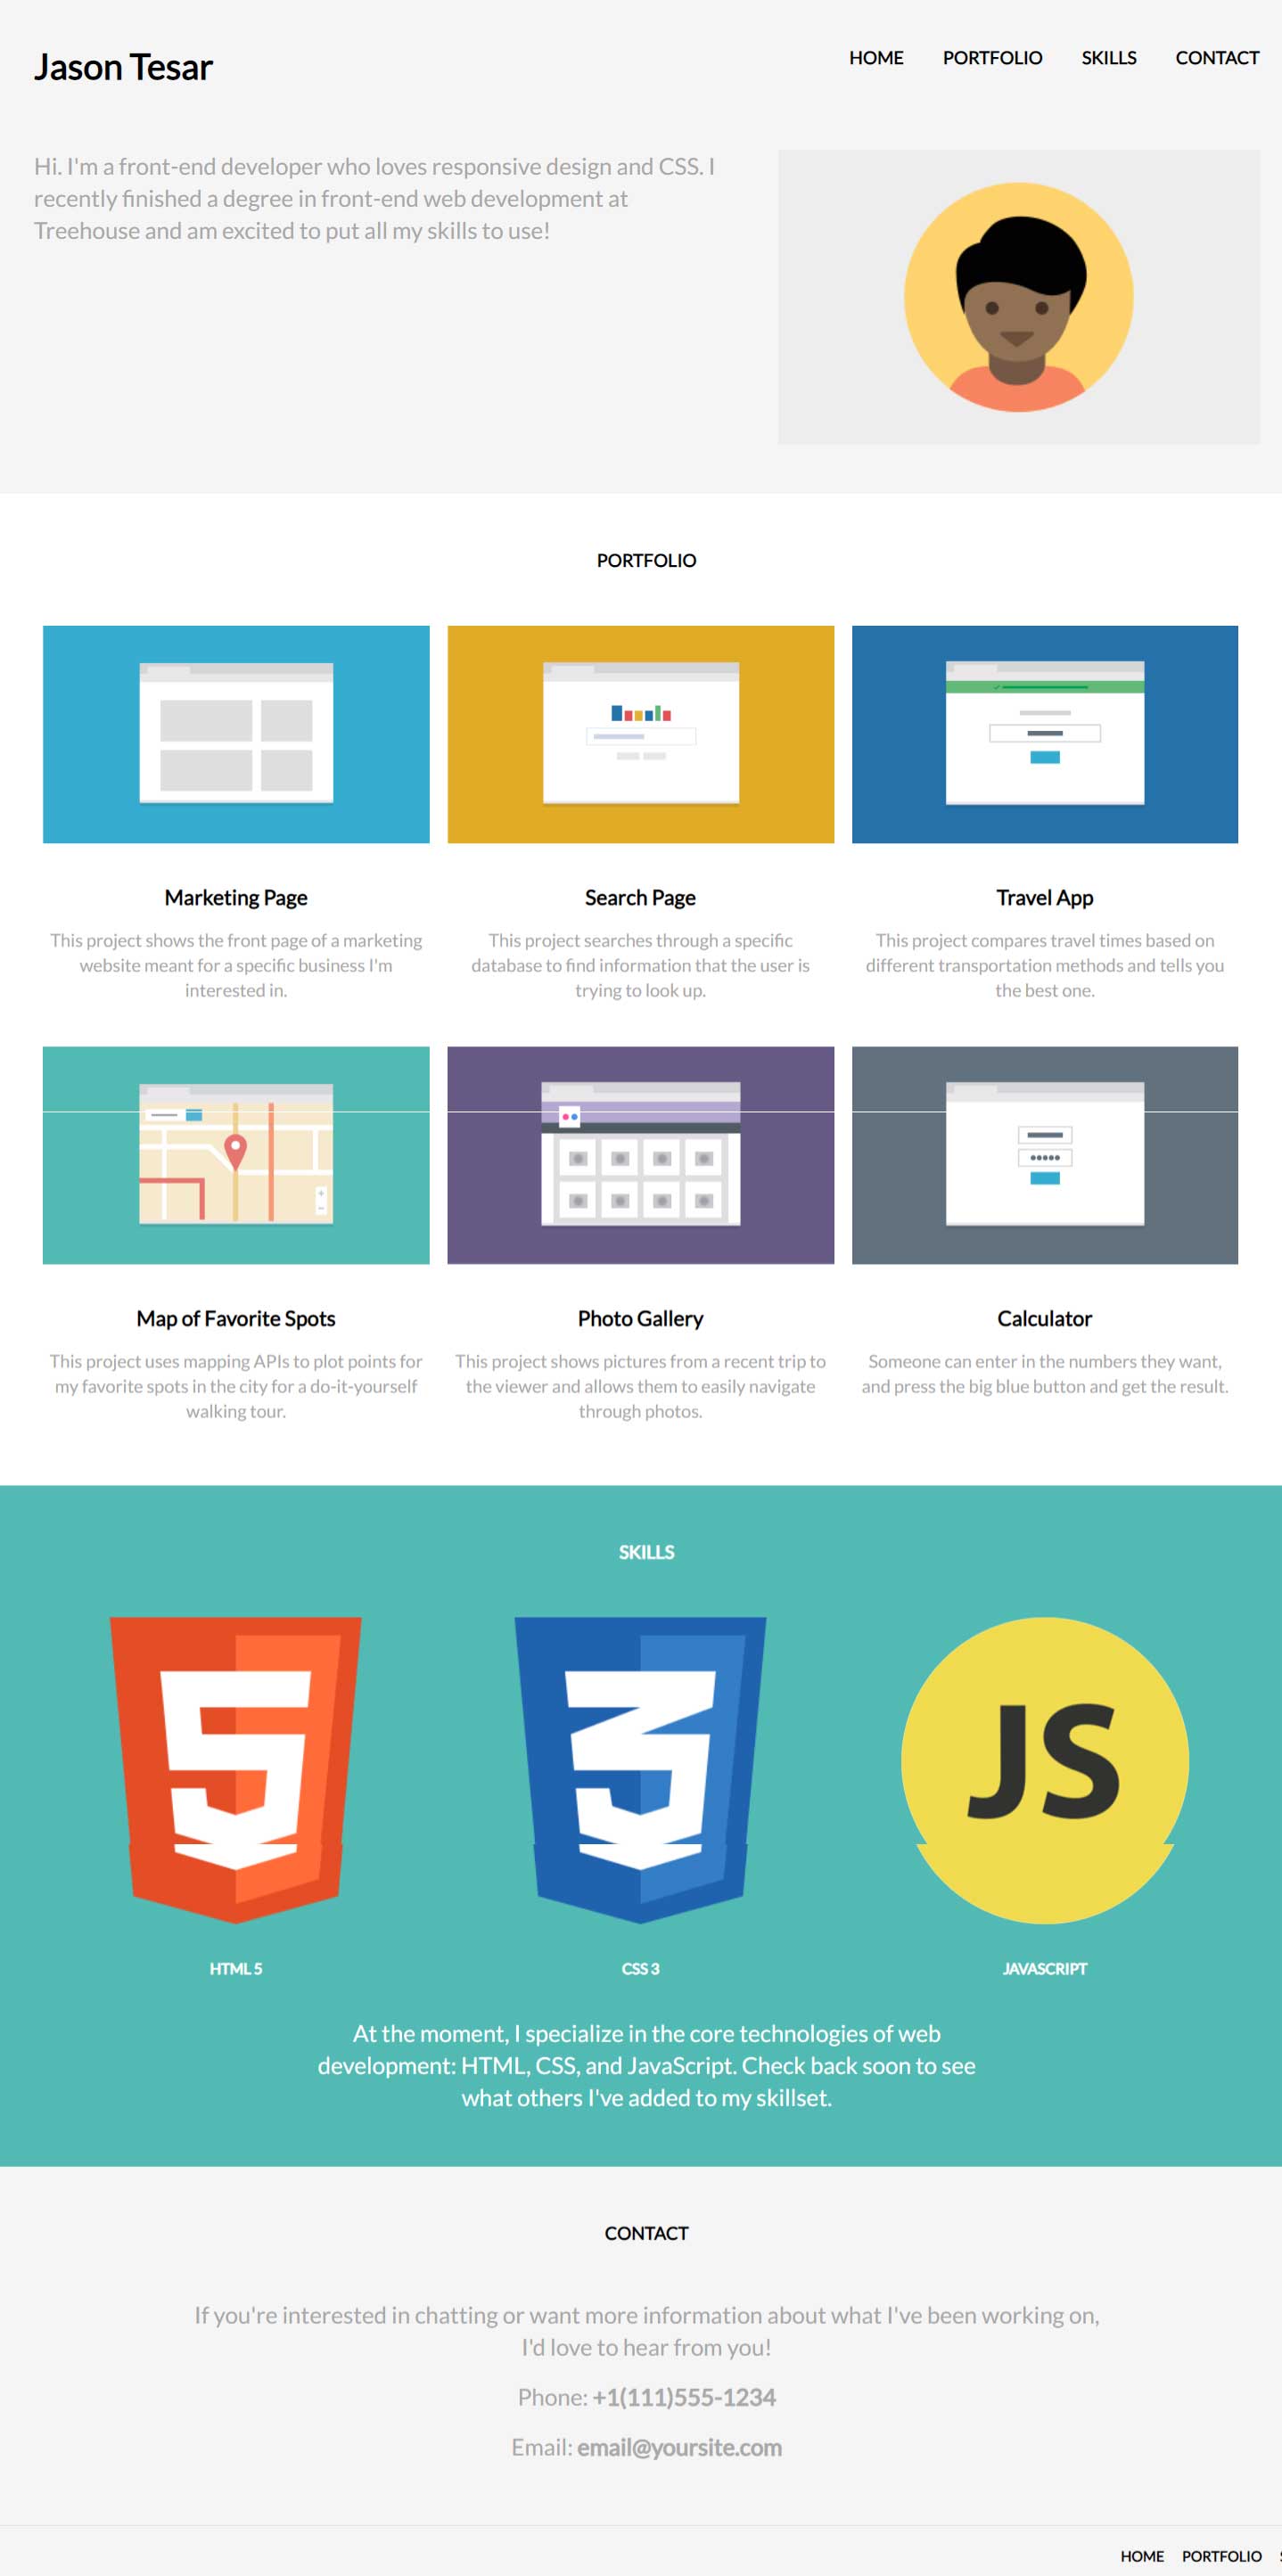 Jason Tesar
HOME PORTFOLIO SKILLS CONTACT
Hi. I'm a front-end developer who loves responsive design and CSS. I
recently finished a degree in front-end web development at
Treehouse and am excited to put all my skills to use!
PORTFOLIO
Marketing Page
This project shows the front page of a marketing
website meant for a specific business I'm
interested in.
Search Page
This project searches through a specific
database to find information that the user is
trying to look up.
Travel App
This project compares travel times based on
different transportation methods and tells you
the best one.
Map of Favorite Spots
This project uses mapping APIs to plot points for
my favorite spots in the city for a do-it-yourself
walking tour.
Photo Gallery
This project shows pictures from a recent trip to
the viewer and allows them to easily navigate
through photos.
Calculator
Someone can enter in the numbers they want,
and press the big blue button and get the result.
SKILLS
5
3
JS
HTML 5
CSS 3
JAVASCRIPT
At the moment, I specialize in the core technologies of web
development: HTML, CSS, and JavaScript. Check back soon to see
what others I've added to my skillset.
CONTACT
If you're interested in chatting or want more information about what I've been working on,
I'd love to hear from you!
Phone: +1(111)555-1234
Email: email@yoursite.com
HOME PORTFOLIO